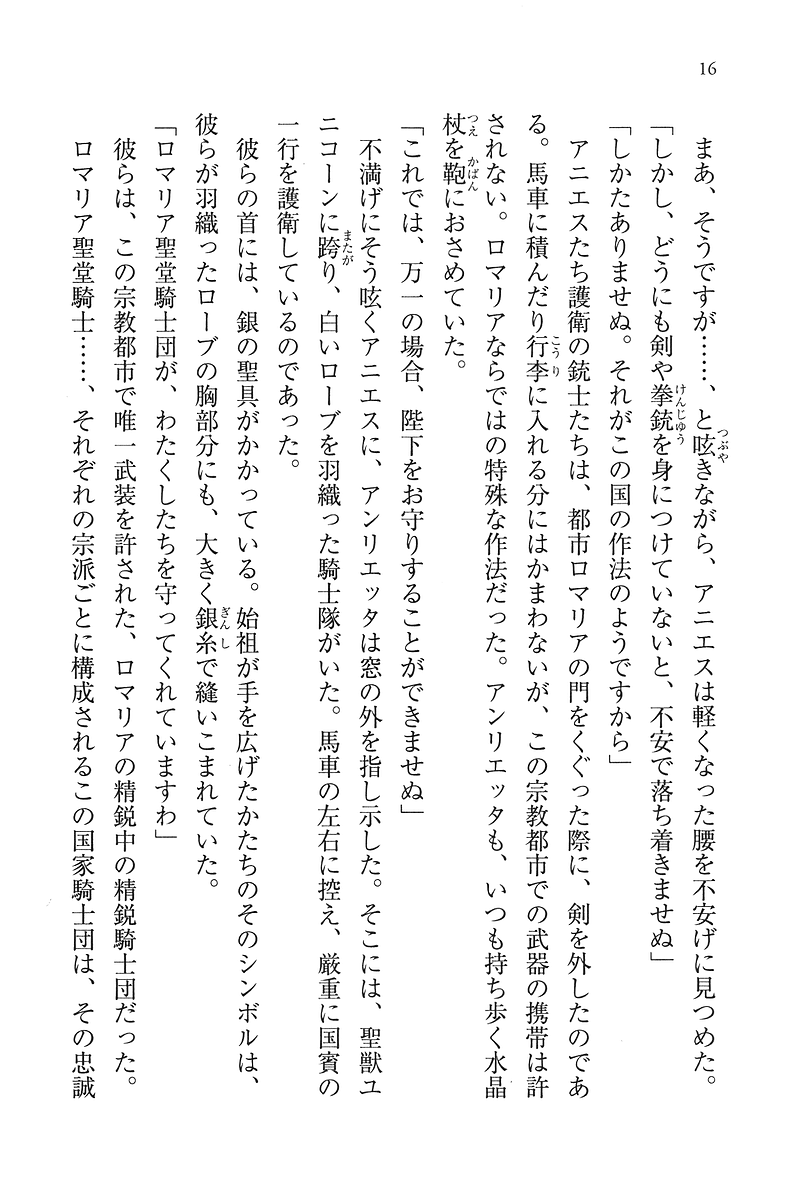 16
まあ、そうですが……、と呟きながら、アニエスは軽くなった腰を不安げに見つめた。
「しかし、どうにも剣や拳銃を身につけていないと、不安で落ち着きませぬ」
「しかたありませぬ。それがこの国の作法のようですから」
アニエスたち護衛の銃士たちは、都市ロマリアの門をくぐった際に、剣を外したのであ
る。馬車に積んだり行李に入れる分にはかまわないが、この宗教都市での武器の携帯は許
されない。ロマリアならではの特殊な作法だった。アンリエッタも、いつも持ち歩く水晶
杖を鞄におさめていた。
「これでは、万一の場合、陛下をお守りすることができませぬ」
不満げにそう呟くアニエスに、アンリエッタは窓の外を指し示した。そこには、聖獣ユ
ニコーンに跨り、白いローブを羽織った騎士隊がいた。馬車の左右に控え、厳重に国賓の
一行を護衛しているのであった。
彼らの首には、銀の聖具がかかっている。始祖が手を広げたかたちのそのシンボルは、
彼らが羽織ったローブの胸部分にも、大きく銀糸で縫いこまれていた。
「ロマリア聖堂騎士団が、わたくしたちを守ってくれていますわ」
彼らは、この宗教都市で唯一武装を許された、ロマリアの精鋭中の精鋭騎士団だった。
ロマリア聖堂騎士……、それぞれの宗派ごとに構成されるこの国家騎士団は、その忠誠